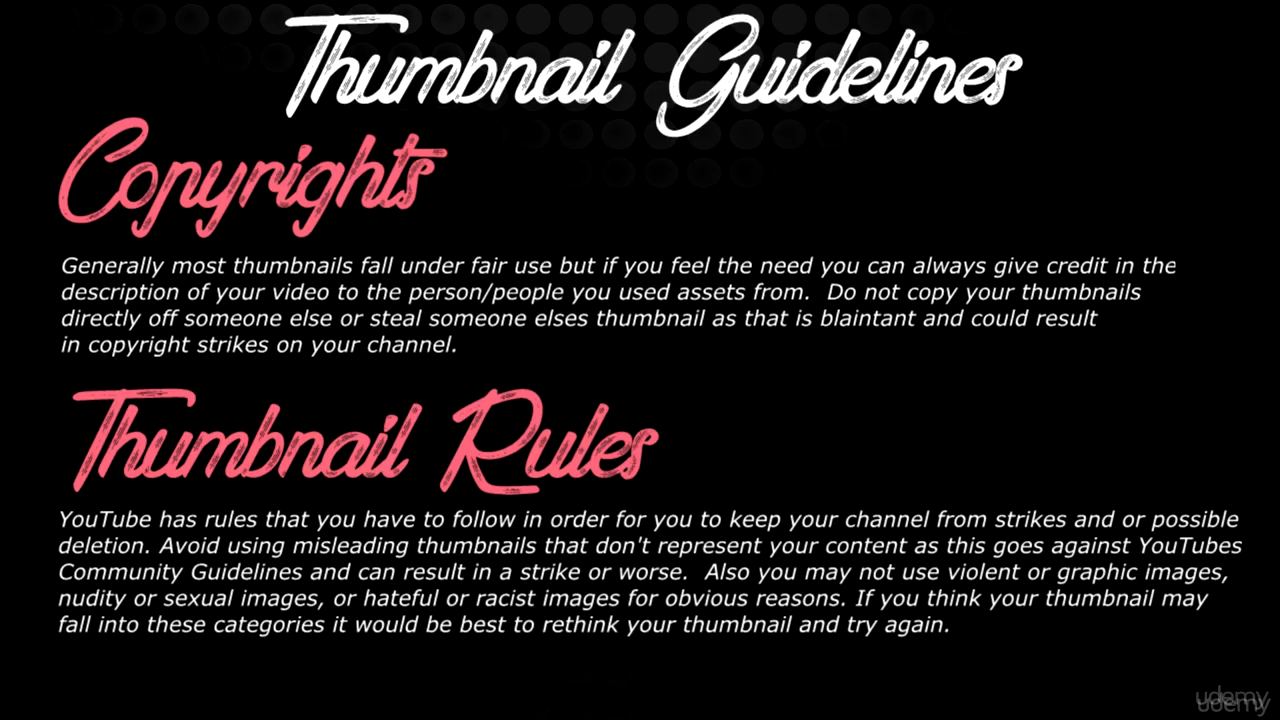 Thumbnail Guidelines
Copyrights
Generally most thumbnails fall under fair use but if you feel the need you can always give credit in the
description of your video to the person/people you used assets from.  Do not copy your thumbnails
directly off someone else or steal someone elses thumbnail as that is blaintant and could result
in copyright strikes on your channel.
Thumbnail Rules
YouTube has rules that you have to follow in order for you to keep your channel from strikes and or possible
deletion. Avoid using misleading thumbnails that don't represent your content as this goes against YouTubes
Community Guidelines and can result in a strike or worse.  Also you may not use violent or graphic images,
nudity or sexual images, or hateful or racist images for obvious reasons. If you think your thumbnail may
fall into these categories it would be best to rethink your thumbnail and try again.
udemy
udemy